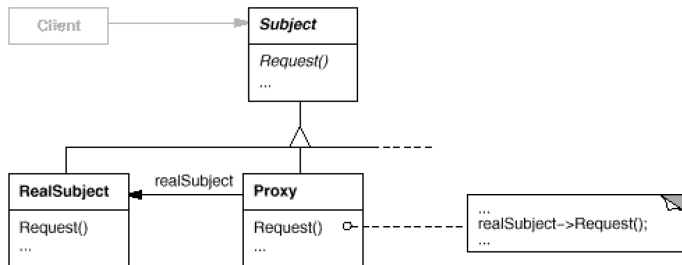 Client
Subject
Request()
...
realSubject
RealSubject
Request()
...
Proxy
Request()
...
...
realSubject->Request();
...